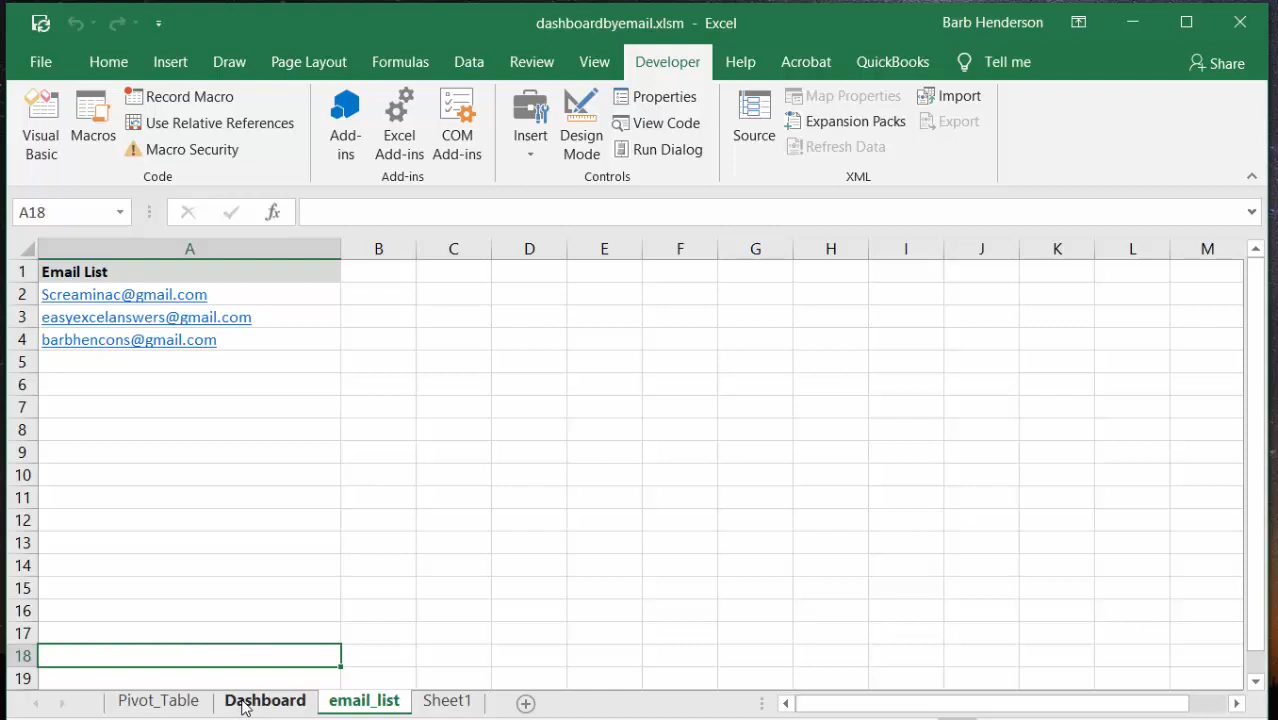 dashboardbyemail.xlsm - Excel
Barb Henderson
File Home Insert Draw Page Layout Formulas Data Review View Developer Help Acrobat QuickBooks Tell me Share
Visual Basic
Macros
Record Macro
Use Relative References
Macro Security
Code
Add-ins
Excel Add-ins
COM Add-ins
Add-ins
Insert
Design Mode
Properties
View Code
Run Dialog
Controls
Source
Map Properties
Expansion Packs
Refresh Data
Import
Export
XML
A18
fx
A B C D E F G H I J K L M
1 Email List
2 Screaminac@gmail.com
3 easyexcelanswers@gmail.com
4 barbhencons@gmail.com
5
6
7
8
9
10
11
12
13
14
15
16
17
18
19
Pivot_Table Dashboard email_list Sheet1